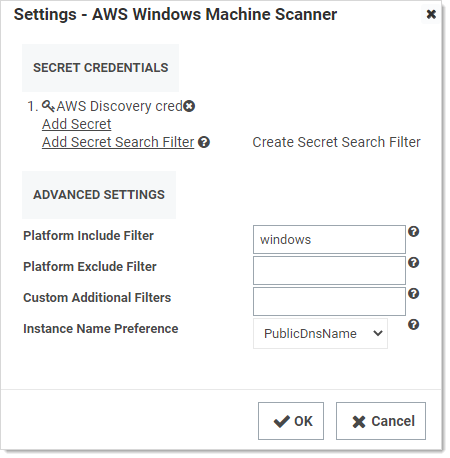 Settings - AWS Windows Machine Scanner
SECRET CREDENTIALS
1. AWS Discovery cred
Add Secret
Add Secret Search Filter Create Secret Search Filter
ADVANCED SETTINGS
Platform Include Filter windows
Platform Exclude Filter
Custom Additional Filters
Instance Name Preference PublicDnsName
OK Cancel